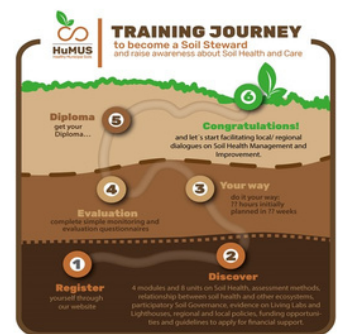 HuMUS
Healthy Municipal Soils
TRAINING JOURNEY
to become a Soil Steward
and raise awareness about Soil Health and Care
6
Diploma
get your
Diploma...
5
Congratulations!
and let's start facilitating local/ regional
dialogues on Soil Health Management and
Improvement.
4
3
Your way
do it your way:
11 hours initially
planned in 11 weeks
Evaluation
complete simple monitoring and
evaluation questionnaires
1
2
Register
yourself through
our website
Discover
4 modules and 8 units on Soil Health, assessment methods,
relationship between soil health and other ecosystems,
participatory Soil Governance, evidence on Living Labs and
Lighthouses, regional and local policies, funding opportuni-
ties and guidelines to apply for financial support.